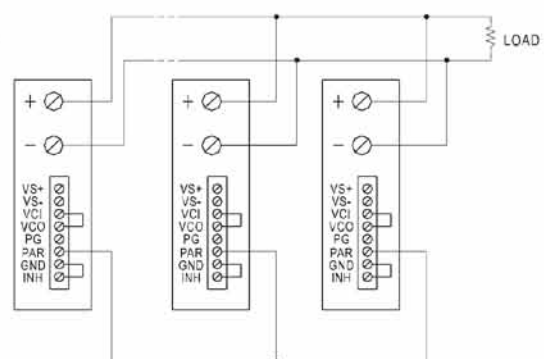 LOAD
+
-
VS+
VS-
VCI
VCO
PG
PAR
GND
INH
+
-
VS+
VS-
VCI
VCO
PG
PAR
GND
INH
+
-
VS+
VS-
VCI
VCO
PG
PAR
GND
INH